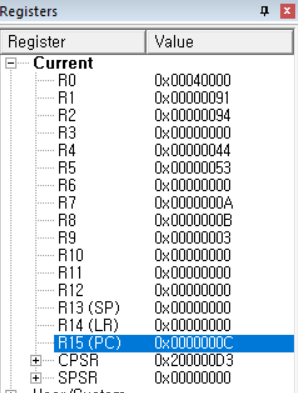 Registers
Register Value
Current
R0 0x00040000
R1 0x00000091
R2 0x00000094
R3 0x00000000
R4 0x00000044
R5 0x00000053
R6 0x00000000
R7 0x0000000A
R8 0x0000000B
R9 0x00000003
R10 0x00000000
R11 0x00000000
R12 0x00000000
R13 (SP) 0x00000000
R14 (LR) 0x00000000
R15 (PC) 0x0000000C
CPSR 0x200000D3
SPSR 0x00000000